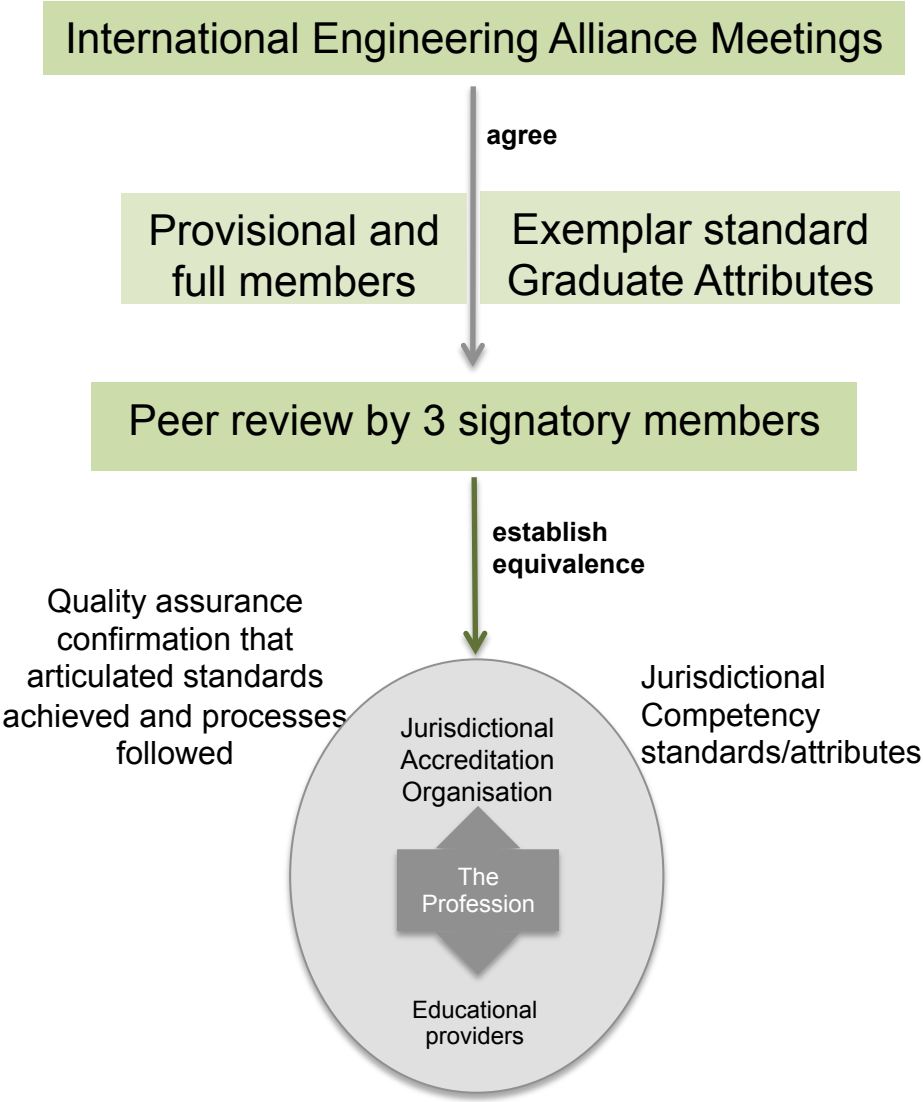 International Engineering Alliance Meetings
agree
Provisional and
full members
Exemplar standard
Graduate Attributes
Peer review by 3 signatory members
establish
equivalence
Quality assurance
confirmation that
articulated standards
achieved and processes
followed
Jurisdictional
Competency
standards/attributes
Jurisdictional
Accreditation
Organisation
The
Profession
Educational
providers